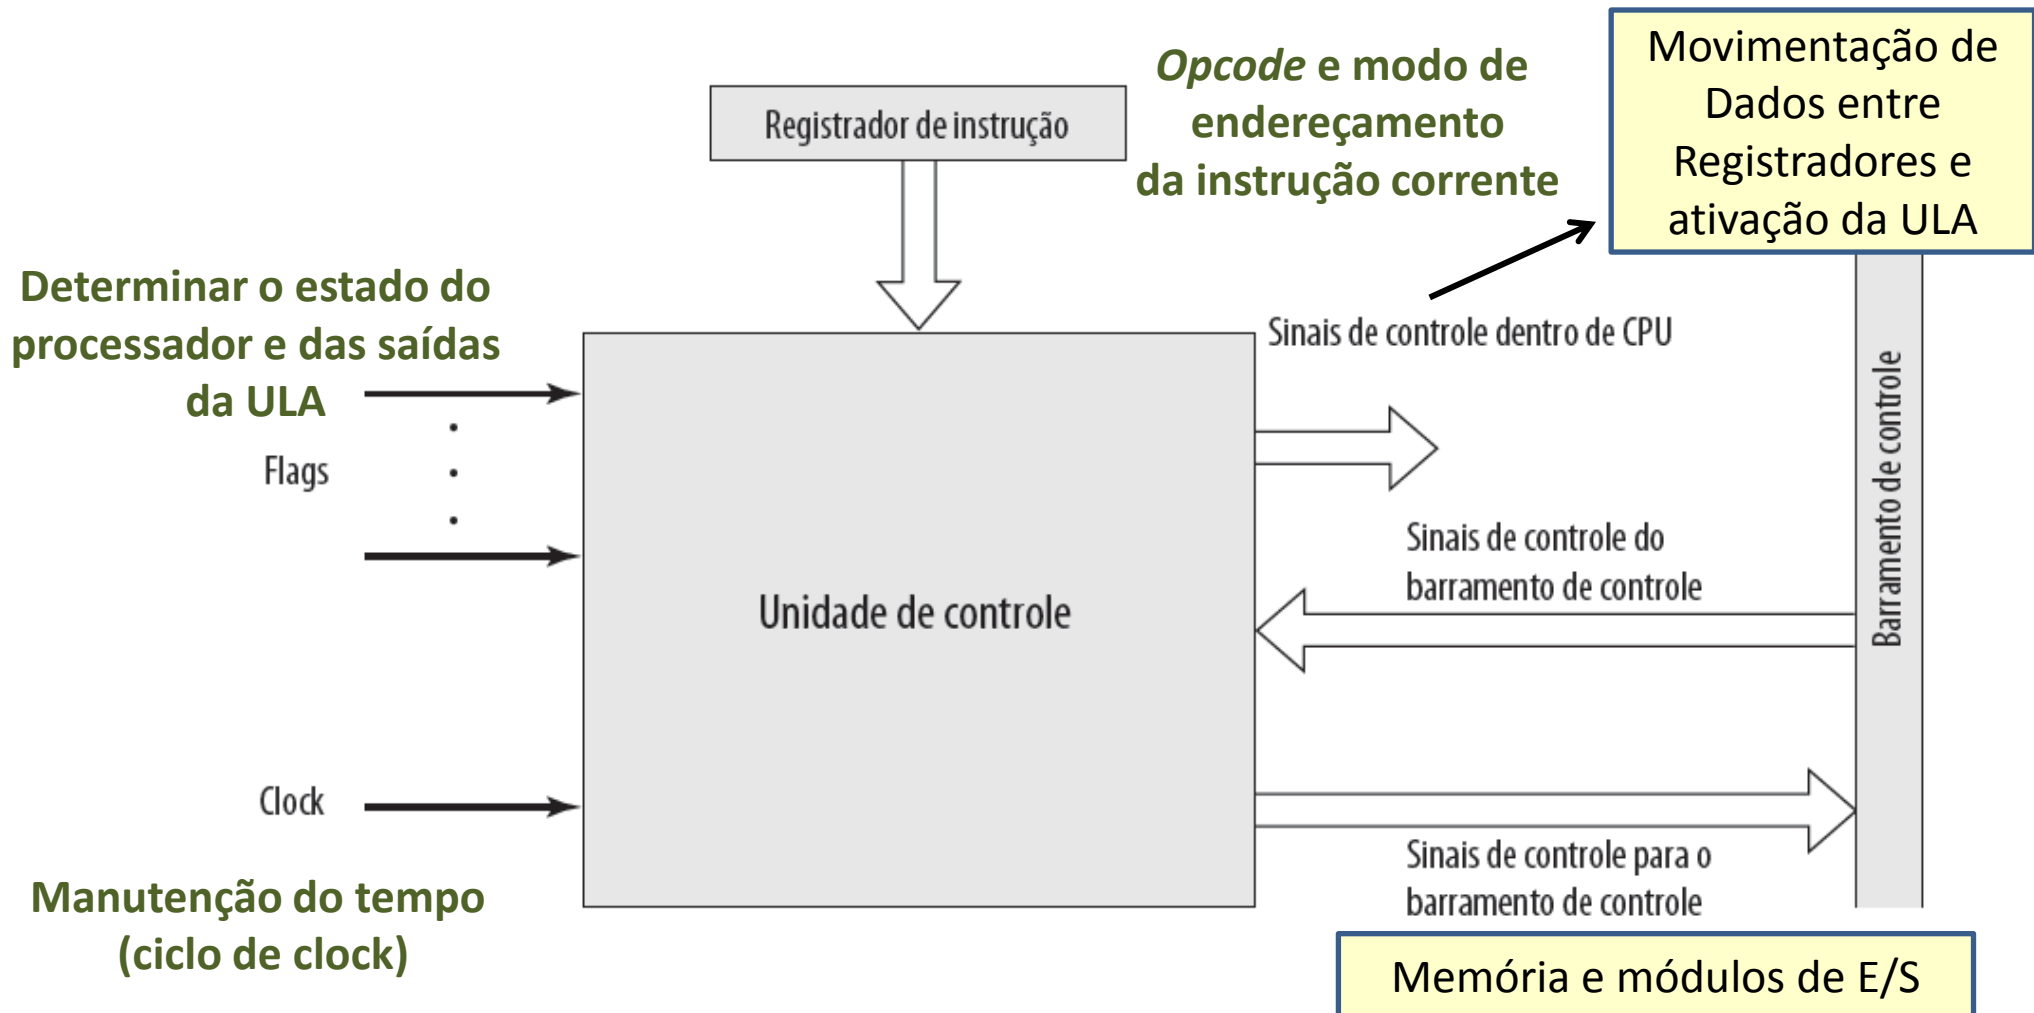 Registrador de instrução
Opcode e modo de
endereçamento
da instrução corrente
Movimentação de
Dados entre
Registradores e
ativação da ULA
Determinar o estado do
processador e das saídas
da ULA
Flags
Sinais de controle dentro de CPU
Unidade de controle
Sinais de controle do
barramento de controle
Barramento de controle
Clock
Manutenção do tempo
(ciclo de clock)
Sinais de controle para o
barramento de controle
Memória e módulos de E/S